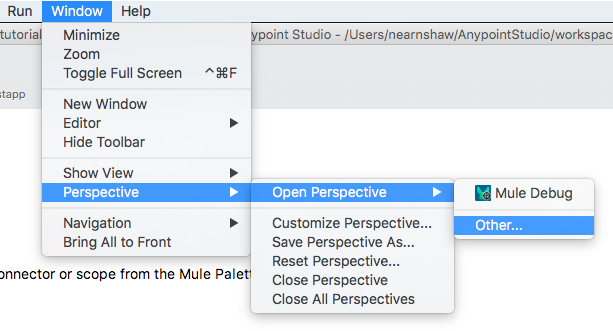 Run Window Help
tutorial
ypoint Studio - /Users/nearnshaw/AnypointStudio/workspac
stapp
Minimize
Zoom
Toggle Full Screen ^⌘F
New Window
Editor
Hide Toolbar
Show View
Perspective
Navigation
Bring All to Front
Open Perspective
Customize Perspective...
Save Perspective As...
Reset Perspective...
Close Perspective
Close All Perspectives
Mule Debug
Other...
onnector or scope from the Mule Palett